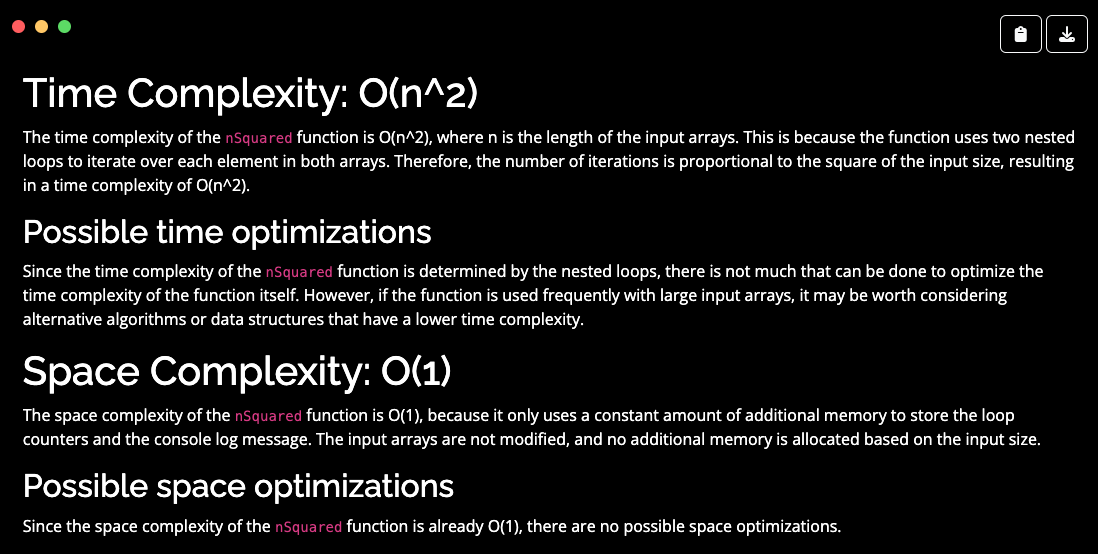 Time Complexity: O(n^2)
The time complexity of the nSquared function is O(n^2), where n is the length of the input arrays. This is because the function uses two nested
loops to iterate over each element in both arrays. Therefore, the number of iterations is proportional to the square of the input size, resulting
in a time complexity of O(n^2).
Possible time optimizations
Since the time complexity of the nSquared function is determined by the nested loops, there is not much that can be done to optimize the
time complexity of the function itself. However, if the function is used frequently with large input arrays, it may be worth considering
alternative algorithms or data structures that have a lower time complexity.
Space Complexity: O(1)
The space complexity of the nSquared function is O(1), because it only uses a constant amount of additional memory to store the loop
counters and the console log message. The input arrays are not modified, and no additional memory is allocated based on the input size.
Possible space optimizations
Since the space complexity of the nSquared function is already O(1), there are no possible space optimizations.